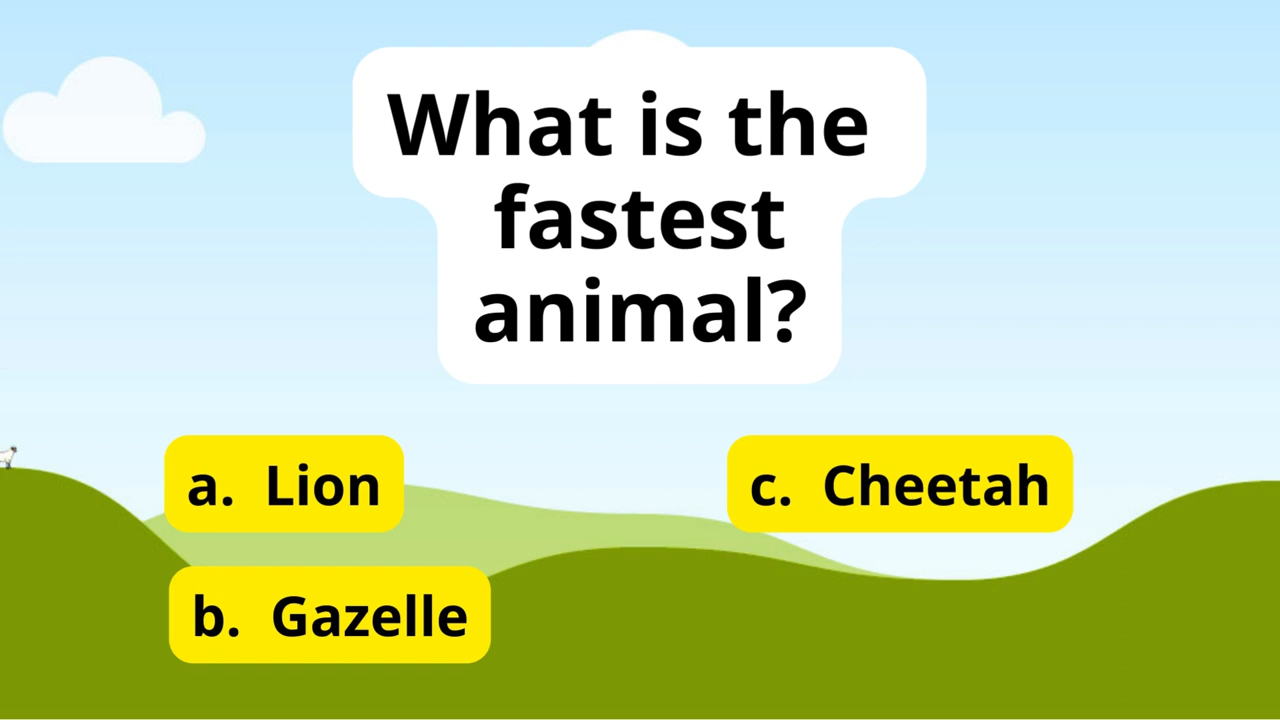 What is the
fastest
animal?
a. Lion
b. Gazelle
c. Cheetah